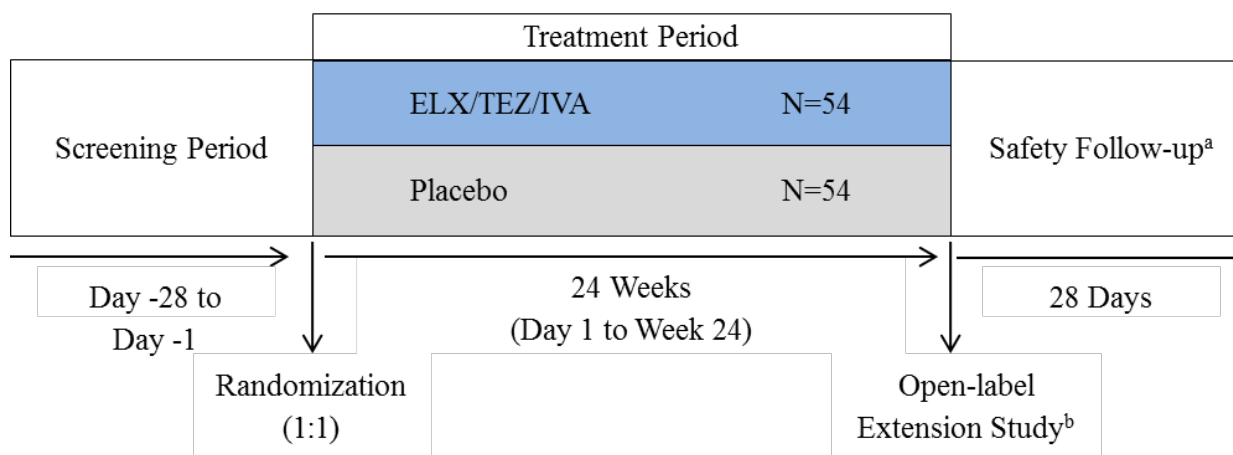 Treatment Period
ELX/TEZ/IVA N=54
Screening Period
Safety Follow-upᵃ
Placebo N=54
Day -28 to
Day -1
24 Weeks
(Day 1 to Week 24)
28 Days
Randomization
(1:1)
Open-label
Extension Studyᵇ